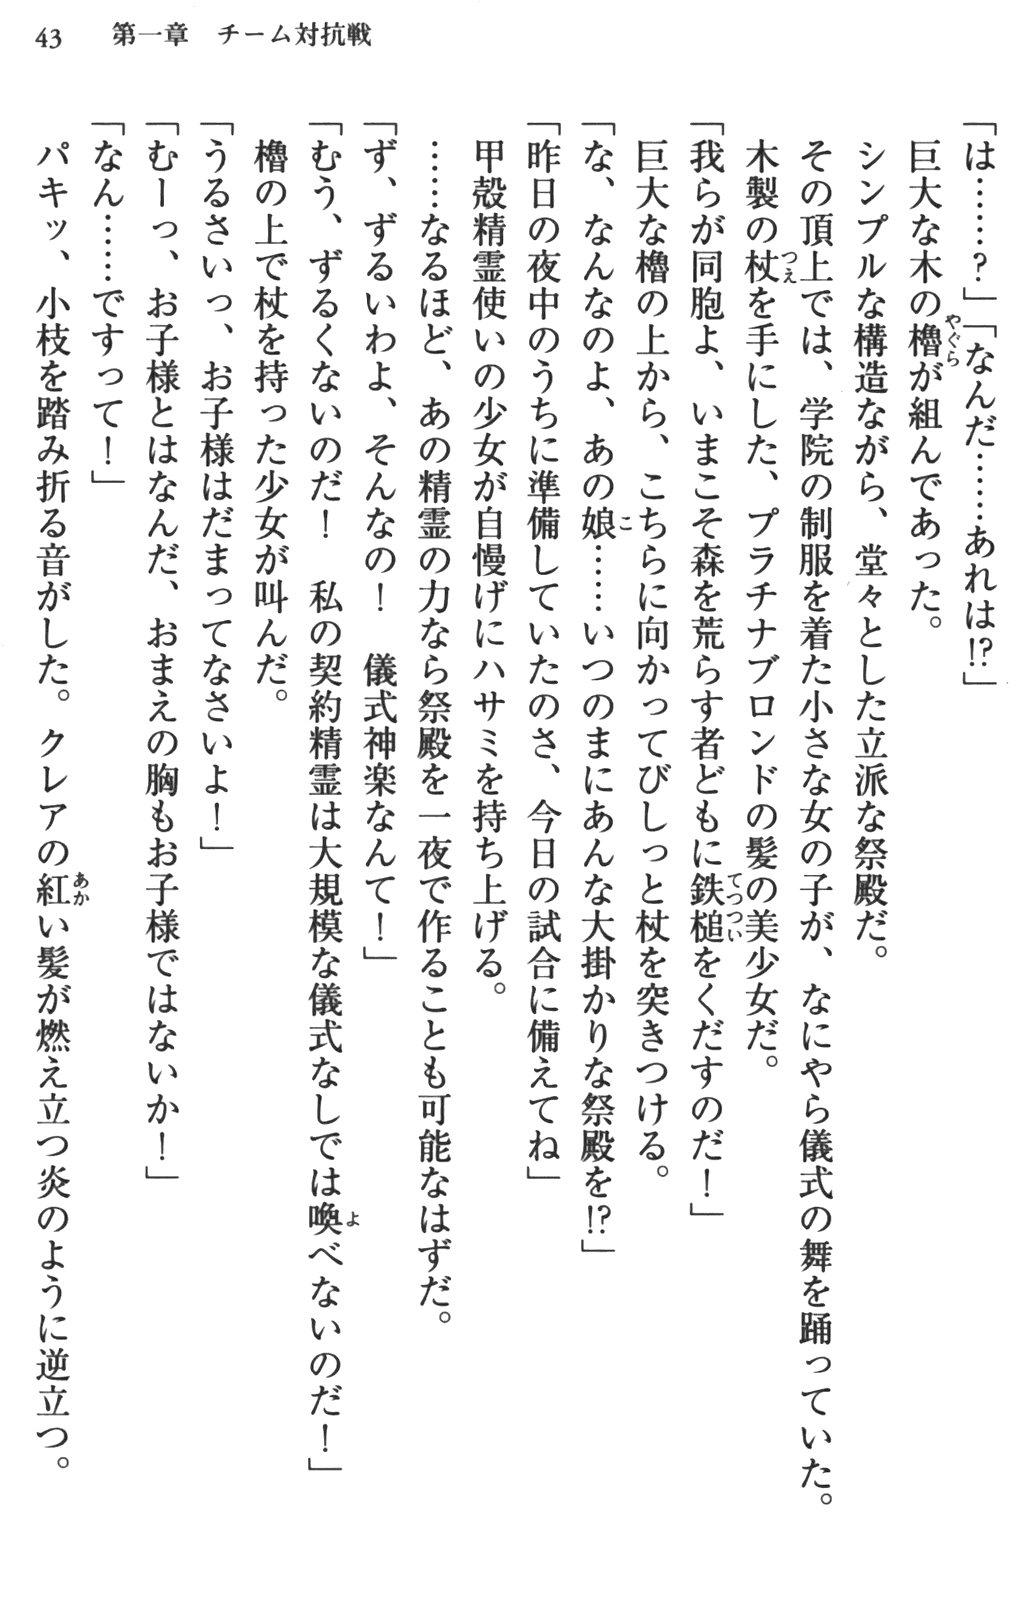 43　第一章　チーム対抗戦
「は……？」「なんだ……あれは!?」
巨大な木の櫓が組んであった。
シンプルな構造ながら、堂々とした立派な祭殿だ。
その頂上では、学院の制服を着た小さな女の子が、なにやら儀式の舞を踊っていた。
木製の杖を手にした、プラチナブロンドの髪の美少女だ。
「我らが同胞よ、いまこそ森を荒らす者どもに鉄槌をくだすのだ！」
巨大な櫓の上から、こちらに向かってびしっと杖を突きつける。
「な、なんなのよ、あの娘……いつのまにあんな大掛かりな祭殿を!?」
「昨日の夜中のうちに準備していたのさ、今日の試合に備えてね」
甲殻精霊使いの少女が自慢げにハサミを持ち上げる。
……なるほど、あの精霊の力なら祭殿を一夜で作ることも可能なはずだ。
「ず、ずるいわよ、そんなの！　儀式神楽なんて！」
「むう、ずるくないのだ！　私の契約精霊は大規模な儀式なしでは喚べないのだ！」
櫓の上で杖を持った少女が叫んだ。
「うるさいっ、お子様はだまってなさいよ！」
「むーっ、お子様とはなんだ、おまえの胸もお子様ではないか！」
「なん……ですって！」
パキッ、小枝を踏み折る音がした。クレアの紅い髪が燃え立つ炎のように逆立つ。